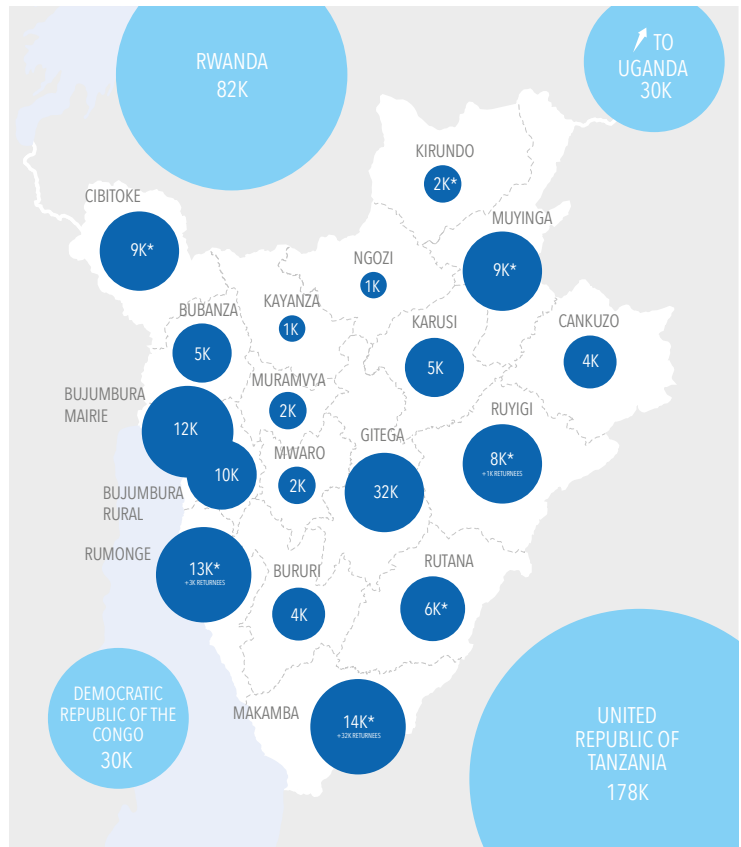 RWANDA
82K
TO
UGANDA
30K
KIRUNDO
2K*
CIBITOKE
9K*
MUYINGA
9K*
NGOZI
1K
KAYANZA
1K
BUBANZA
5K
KARUSI
5K
CANKUZO
4K
MURAMVYA
2K
BUJUMBURA
MAIRIE
12K
GITEGA
32K
RUYIGI
8K*
+1K RETURNEES
MWARO
2K
BUJUMBURA
RURAL
10K
RUMONGE
13K*
+3K RETURNEES
BURURI
4K
RUTANA
6K*
MAKAMBA
14K*
+32K RETURNEES
DEMOCRATIC
REPUBLIC OF THE
CONGO
30K
UNITED
REPUBLIC OF
TANZANIA
178K